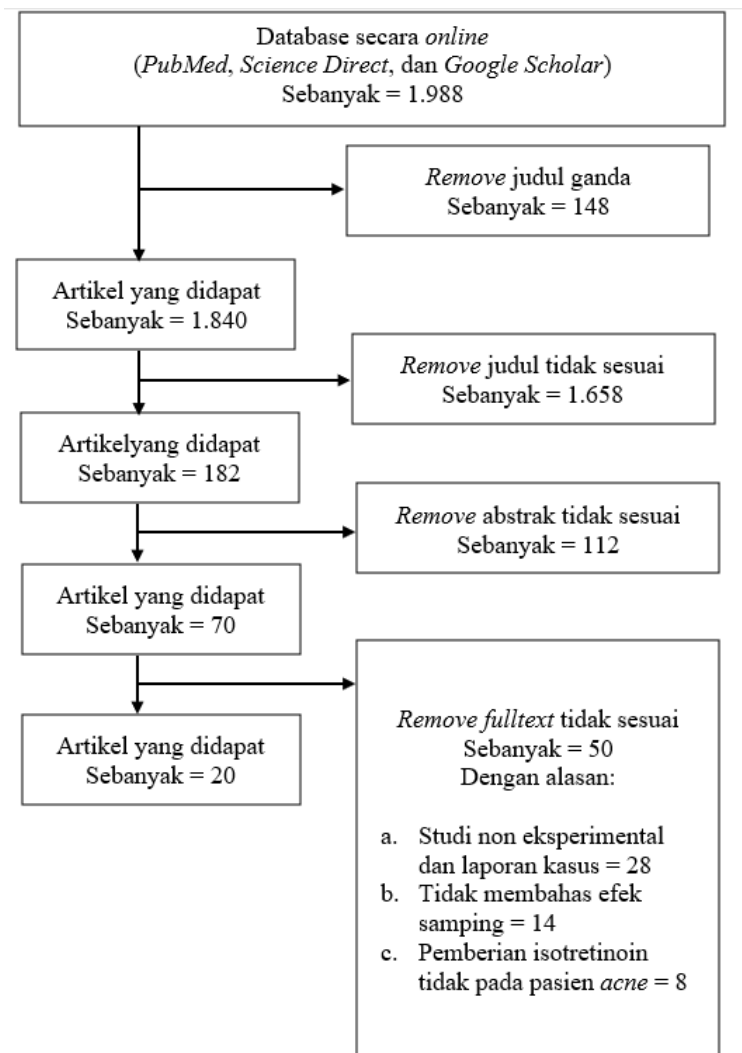 Database secara online
(PubMed, Science Direct, dan Google Scholar)
Sebanyak = 1.988
Remove judul ganda
Sebanyak = 148
Artikel yang didapat
Sebanyak = 1.840
Remove judul tidak sesuai
Sebanyak = 1.658
Artikelyang didapat
Sebanyak = 182
Remove abstrak tidak sesuai
Sebanyak = 112
Artikel yang didapat
Sebanyak = 70
Remove fulltext tidak sesuai
Sebanyak = 50
Dengan alasan:
a. Studi non eksperimental
dan laporan kasus = 28
b. Tidak membahas efek
samping = 14
c. Pemberian isotretinoin
tidak pada pasien acne = 8
Artikel yang didapat
Sebanyak = 20